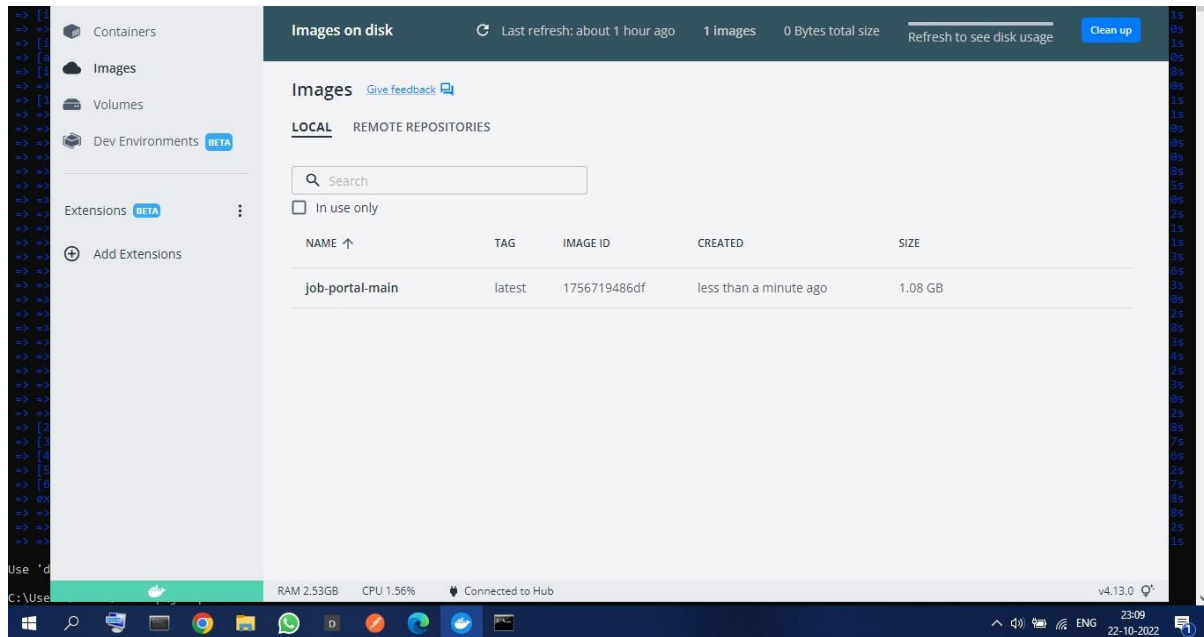 Containers
Images
Volumes
Dev Environments BETA
Extensions BETA
Add Extensions
Images on disk
Last refresh: about 1 hour ago
1 images
0 Bytes total size
Refresh to see disk usage
Clean up
Images Give feedback
LOCAL REMOTE REPOSITORIES
Search
In use only
NAME TAG IMAGE ID CREATED SIZE
job-portal-main latest 1756719486df less than a minute ago 1.08 GB
Use 'd
C:\Use
RAM 2.53GB CPU 1.56% Connected to Hub v4.13.0
ENG
23:09
22-10-2022